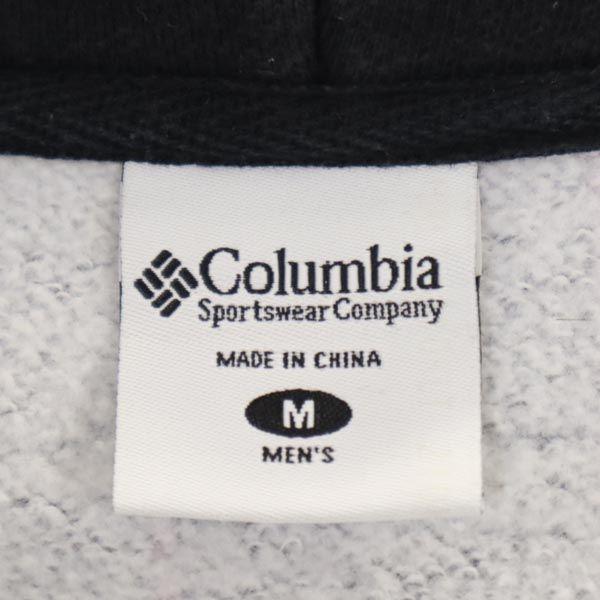 Columbia
Sportswear Company
MADE IN CHINA
M
MEN'S